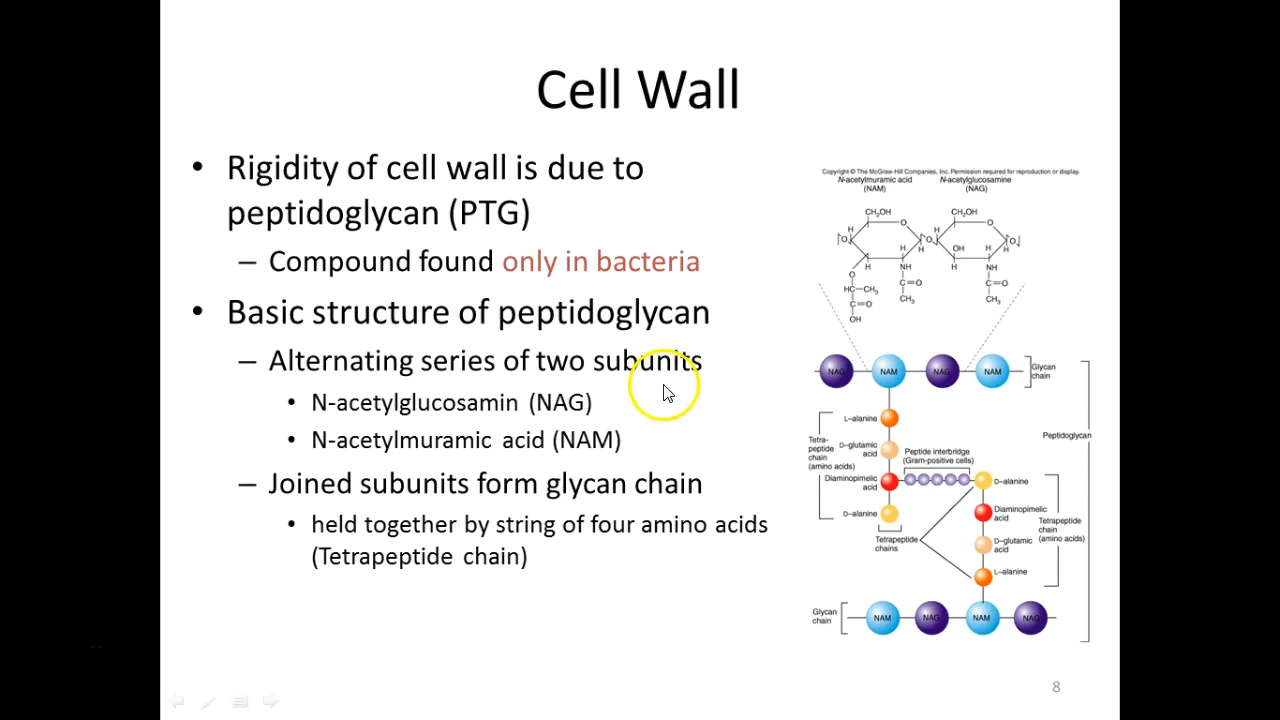 Cell Wall
• Rigidity of cell wall is due to
peptidoglycan (PTG)
– Compound found only in bacteria
• Basic structure of peptidoglycan
– Alternating series of two subunits
• N-acetylglucosamin (NAG)
• N-acetylmuramic acid (NAM)
– Joined subunits form glycan chain
• held together by string of four amino acids
(Tetrapeptide chain)
Copyright © The McGraw-Hill Companies, Inc. Permission required for reproduction or display.
N-acetylmuramic acid
(NAM)
N-acetylglucosamine
(NAG)
CH2OH
CH2OH
O
O
H
H
O
O
O
H
H
H
H
OH
H
H
H
NH
H
NH
O
HC—CH3
C=O
OH
C=O
CH3
C=O
CH3
NAG
NAM
NAG
NAM
Glycan
chain
Peptidoglycan
Tetra-
peptide
chain
(amino acids)
L–alanine
D–glutamic
acid
Diaminopimelic
acid
D–alanine
Peptide interbridge
(Gram-positive cells)
Tetrapeptide
chains
D–alanine
Diaminopimelic
acid
D–glutamic
acid
L–alanine
Tetrapeptide
chain
(amino acids)
Glycan
chain
NAM
NAG
NAM
NAG
8